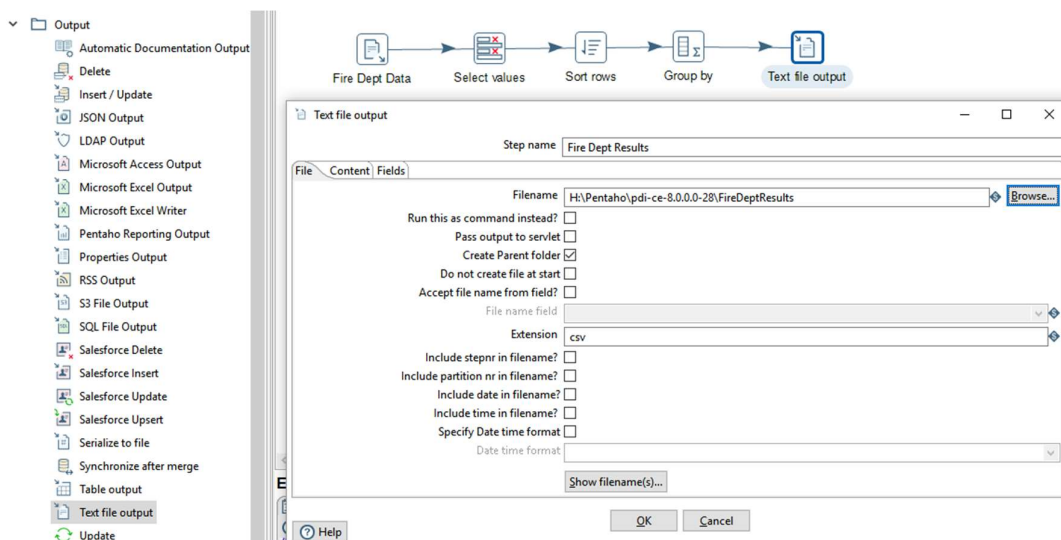 Output
Automatic Documentation Output
Delete
Insert / Update
JSON Output
LDAP Output
Microsoft Access Output
Microsoft Excel Output
Microsoft Excel Writer
Pentaho Reporting Output
Properties Output
RSS Output
S3 File Output
SQL File Output
Salesforce Delete
Salesforce Insert
Salesforce Update
Salesforce Upsert
Serialize to file
Synchronize after merge
Table output
Text file output
Update
Fire Dept Data
Select values
Sort rows
Group by
Text file output
Text file output
Step name Fire Dept Results
File Content Fields
Filename H:\Pentaho\pdi-ce-8.0.0.0-28\FireDeptResults Browse...
Run this as command instead?
Pass output to servlet
Create Parent folder
Do not create file at start
Accept file name from field?
File name field
Extension csv
Include stepnr in filename?
Include partition nr in filename?
Include date in filename?
Include time in filename?
Specify Date time format
Date time format
Show filename(s)...
Help OK Cancel